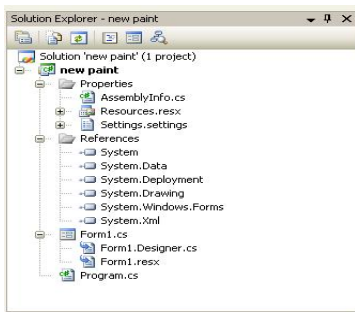 Solution Explorer - new paint
Solution 'new paint' (1 project)
new paint
Properties
AssemblyInfo.cs
Resources.resx
Settings.settings
References
System
System.Data
System.Deployment
System.Drawing
System.Windows.Forms
System.Xml
Form1.cs
Form1.Designer.cs
Form1.resx
Program.cs